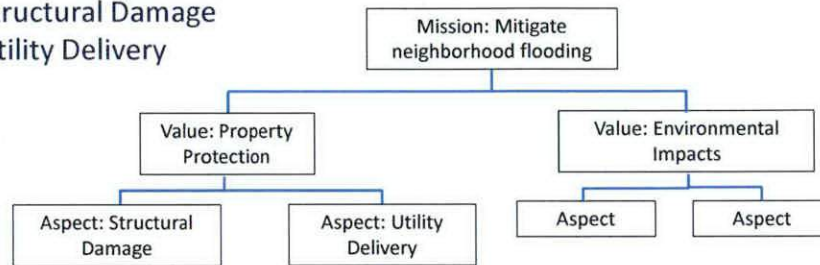 ructural Damage
tility Delivery
Mission: Mitigate
neighborhood flooding
Value: Property
Protection
Value: Environmental
Impacts
Aspect: Structural
Damage
Aspect: Utility
Delivery
Aspect
Aspect